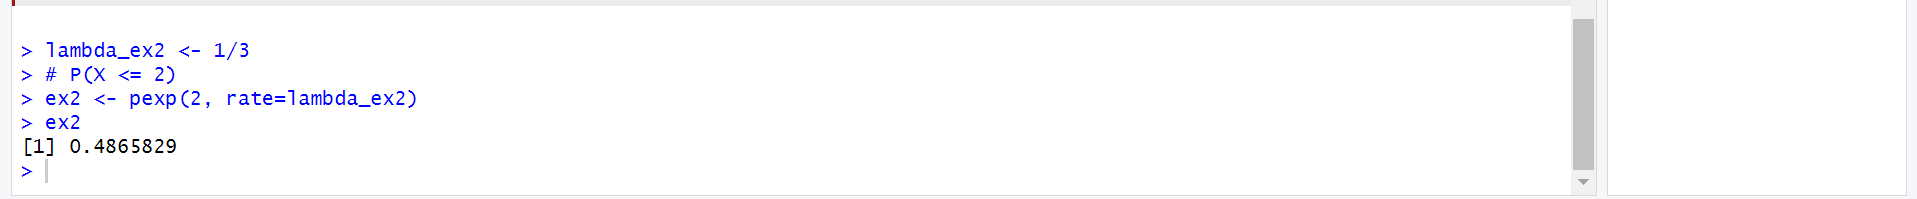 > lambda_ex2 <- 1/3
> # P(X <= 2)
> ex2 <- pexp(2, rate=lambda_ex2)
> ex2
[1] 0.4865829
>